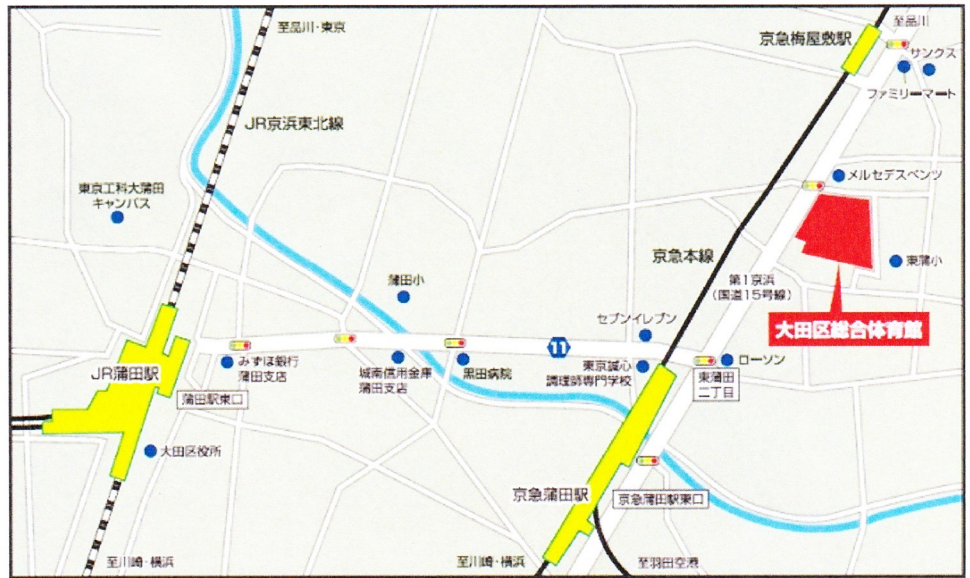 至品川・東京
至品川
京急梅屋敷駅
サンクス
ファミリーマート
JR京浜東北線
メルセデスベンツ
東京工科大蒲田
キャンパス
京急本線
東蒲小
蒲田小
第1京浜
(国道15号線)
セブンイレブン
大田区総合体育館
11
JR蒲田駅
みずほ銀行
蒲田支店
城南信用金庫
蒲田支店
黒田病院
東京誠心
調理師専門学校
ローソン
東蒲田
二丁目
蒲田駅東口
大田区役所
京急蒲田駅
京急蒲田駅東口
至川崎・横浜
至川崎・横浜
至羽田空港